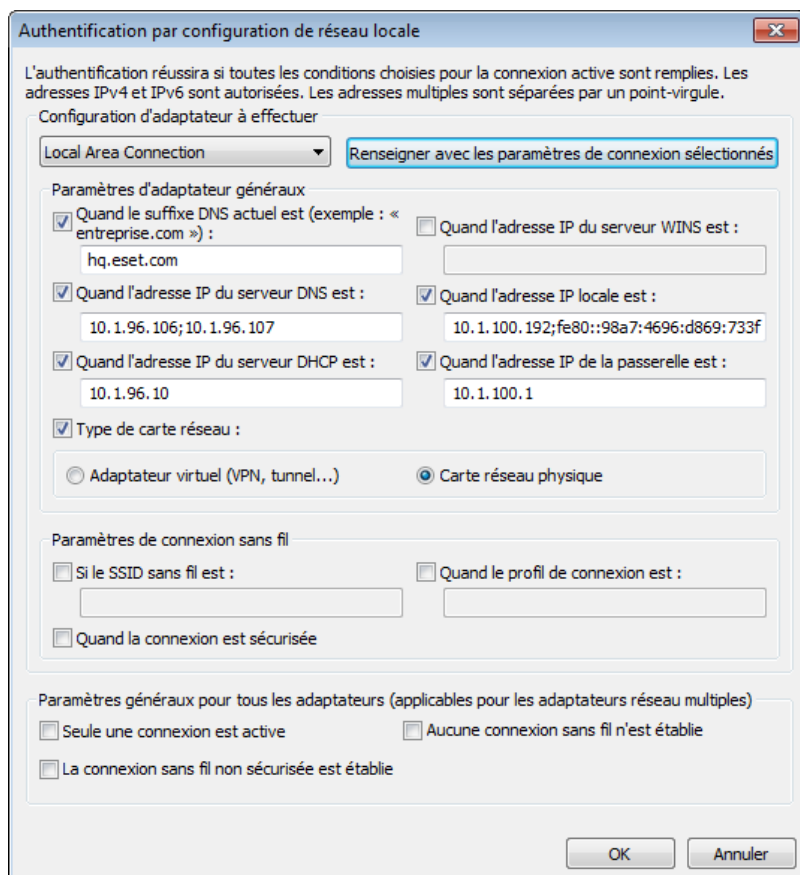 Authentification par configuration de réseau locale
L'authentification réussira si toutes les conditions choisies pour la connexion active sont remplies. Les
adresses IPv4 et IPv6 sont autorisées. Les adresses multiples sont séparées par un point-virgule.
Configuration d'adaptateur à effectuer
Local Area Connection
Renseigner avec les paramètres de connexion sélectionnés
Paramètres d'adaptateur généraux
Quand le suffixe DNS actuel est (exemple : «
entreprise.com ») :
Quand l'adresse IP du serveur WINS est :
hq.eset.com
Quand l'adresse IP du serveur DNS est :
Quand l'adresse IP locale est :
10.1.96.106;10.1.96.107
10.1.100.192;fe80::98a7:4696:d869:733f
Quand l'adresse IP du serveur DHCP est :
Quand l'adresse IP de la passerelle est :
10.1.96.10
10.1.100.1
Type de carte réseau :
Adaptateur virtuel (VPN, tunnel...)
Carte réseau physique
Paramètres de connexion sans fil
Si le SSID sans fil est :
Quand le profil de connexion est :
Quand la connexion est sécurisée
Paramètres généraux pour tous les adaptateurs (applicables pour les adaptateurs réseau multiples)
Seule une connexion est active
Aucune connexion sans fil n'est établie
La connexion sans fil non sécurisée est établie
OK
Annuler